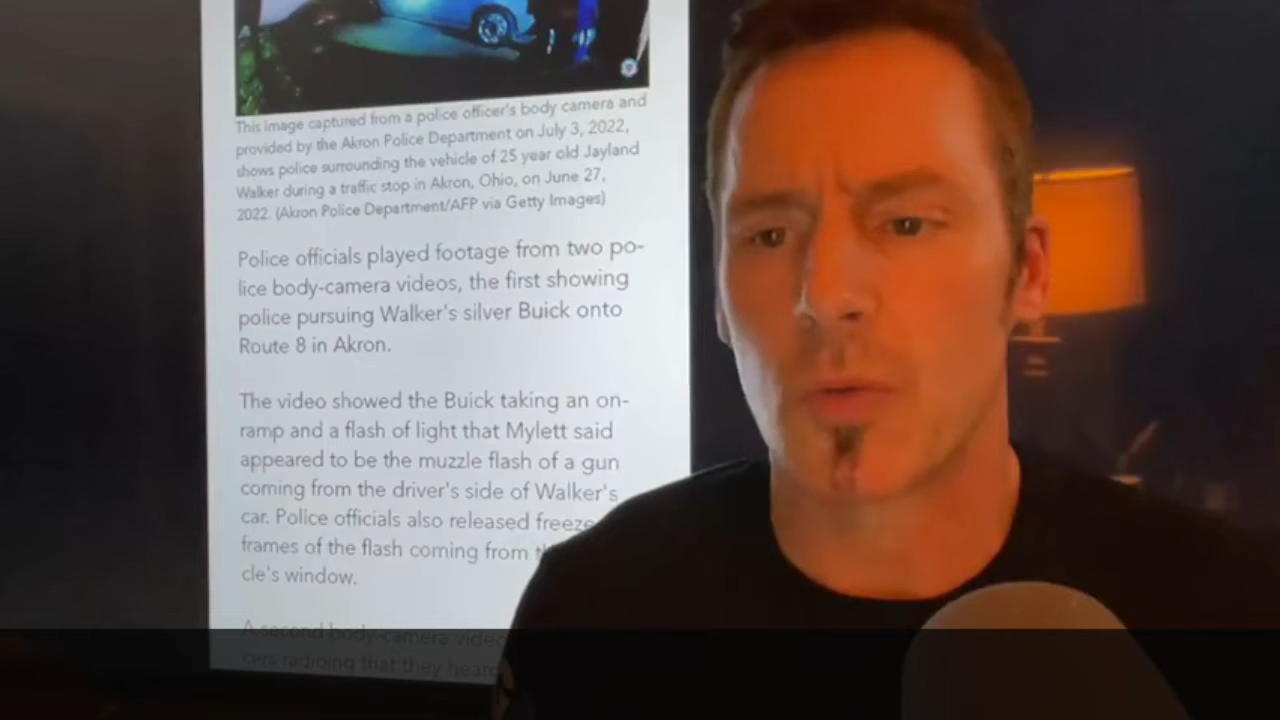 This image captured from a police officer's body camera and
provided by the Akron Police Department on July 3, 2022,
shows police surrounding the vehicle of 25 year old Jayland
Walker during a traffic stop in Akron, Ohio, on June 27,
2022. (Akron Police Department/AFP via Getty Images)
Police officials played footage from two po-
lice body-camera videos, the first showing
police pursuing Walker's silver Buick onto
Route 8 in Akron.
The video showed the Buick taking an on-
ramp and a flash of light that Mylett said
appeared to be the muzzle flash of a gun
coming from the driver's side of Walker's
car. Police officials also released freeze
frames of the flash coming from
cle's window.
A second body-camera video
cers radioing that they heard